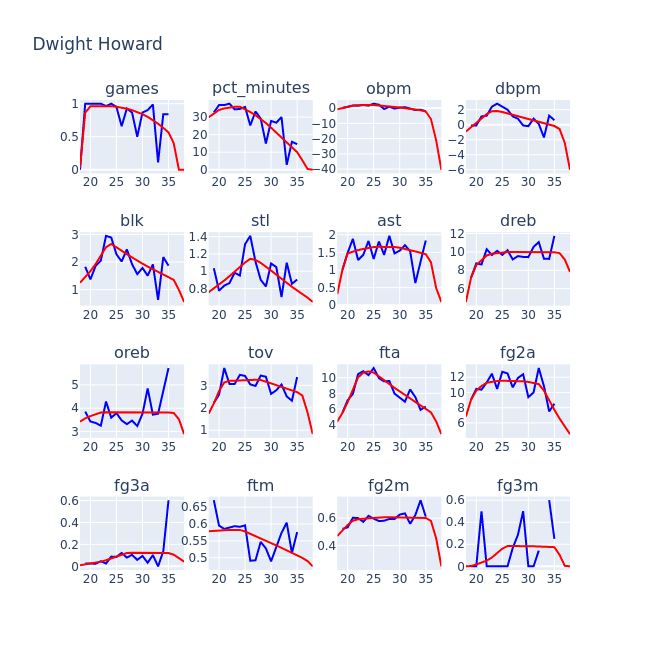 Dwight Howard
games pct_minutes obpm dbpm
1 0.5 0 20 25 30 35
30 20 10 0 20 25 30 35
0 −10 −20 −30 −40 20 25 30 35
2 0 −2 −4 −6 20 25 30 35
blk stl ast dreb
3 2 1 20 25 30 35
1.4 1.2 1 0.8 20 25 30 35
2 1.5 1 0.5 0 20 25 30 35
12 10 8 6 20 25 30 35
oreb tov fta fg2a
5 4 3 20 25 30 35
3 2 1 20 25 30 35
10 8 6 4 20 25 30 35
12 10 8 6 20 25 30 35
fg3a ftm fg2m fg3m
0.6 0.4 0.2 0 20 25 30 35
0.65 0.6 0.55 0.5 20 25 30 35
0.6 0.4 20 25 30 35
0.6 0.4 0.2 0 20 25 30 35